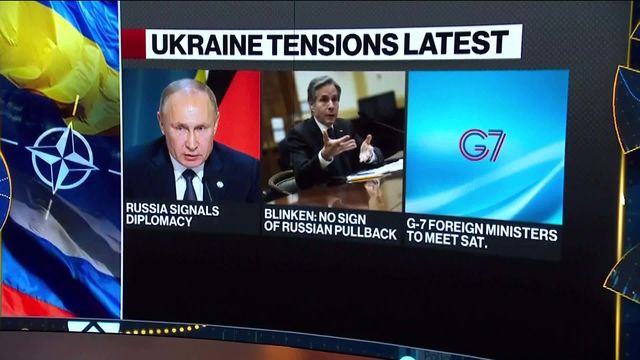 UKRAINE TENSIONS LATEST
G7
RUSSIA SIGNALS
DIPLOMACY
BLINKEN: NO SIGN
OF RUSSIAN PULLBACK
G-7 FOREIGN MINISTERS
TO MEET SAT.